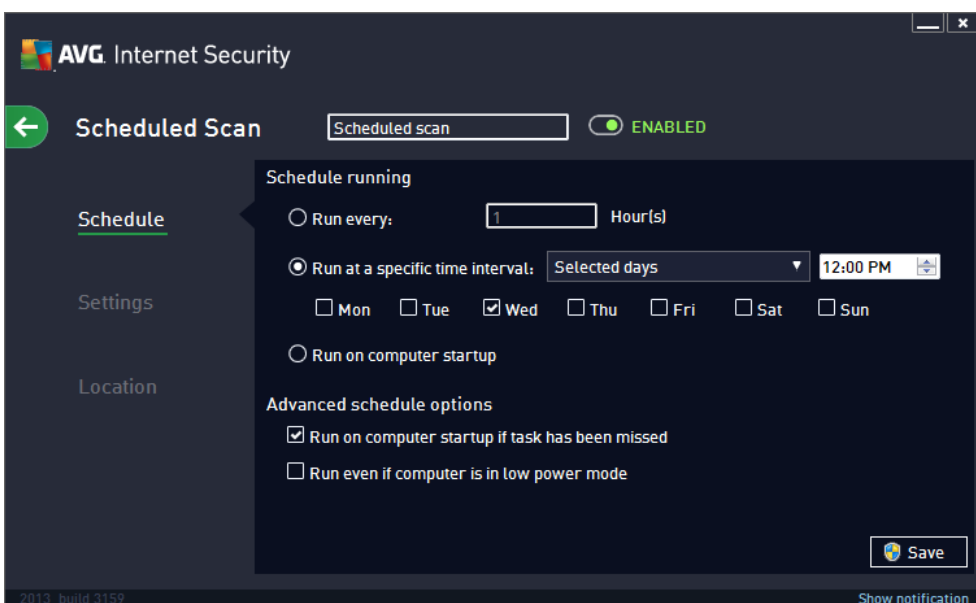 AVG. Internet Security
Scheduled Scan
Scheduled scan
ENABLED
Schedule running
Schedule
Run every:
1
Hour(s)
Run at a specific time interval:
Selected days
12:00 PM
Mon
Tue
Wed
Thu
Fri
Sat
Sun
Settings
Run on computer startup
Location
Advanced schedule options
Run on computer startup if task has been missed
Run even if computer is in low power mode
Save
2013 build 3159
Show notification